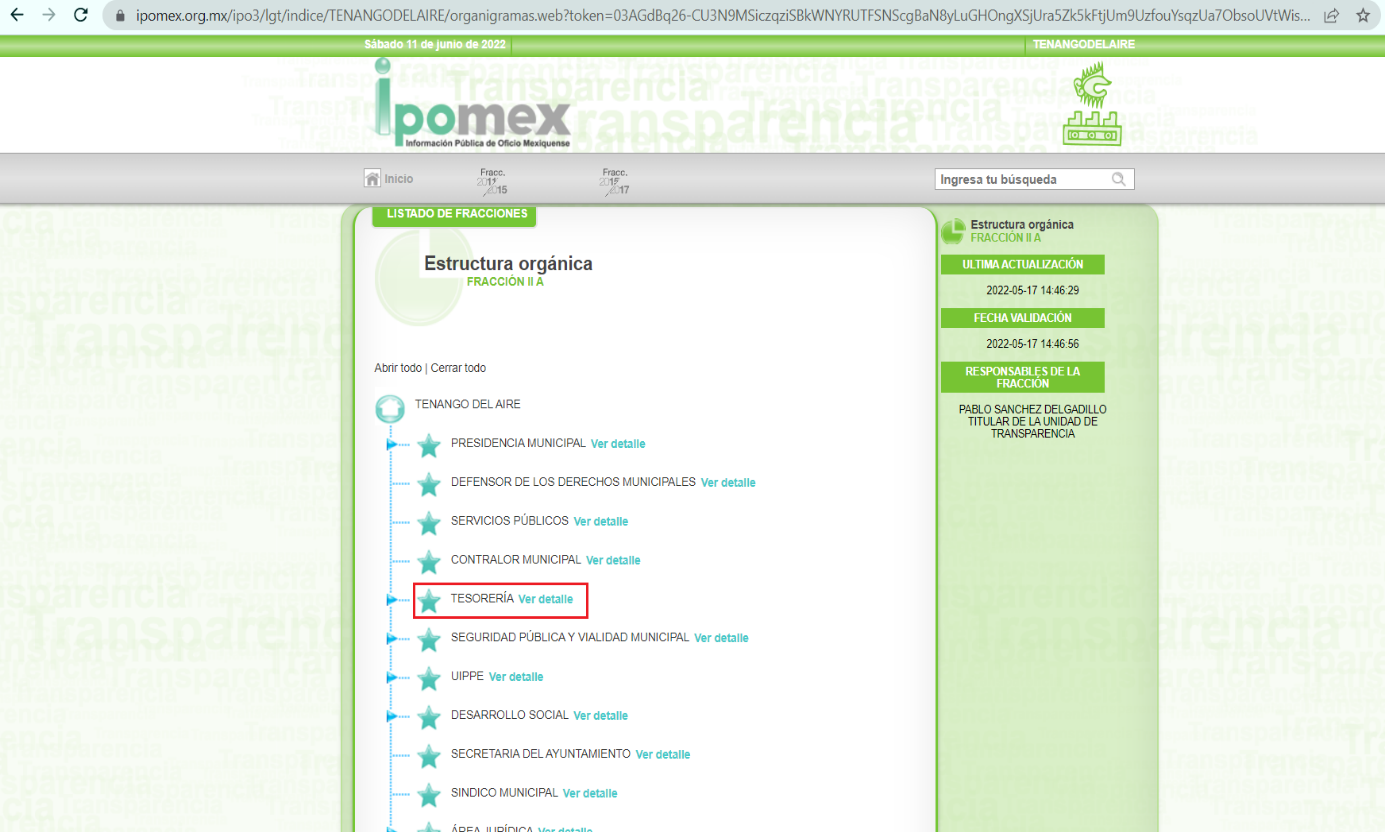 ipomex.org.mx/ipo3/lgt/indice/TENANGODELAIRE/organigramas.web?token=03AGdBq26-CU3N9MSiczqziSBkWNYRUTFSNScgBaN8yLuGHOngXSjUra5Zk5kFtjUm9UzfouYsqzUa7ObsoUVtWis...
Sábado 11 de junio de 2022
TENANGODELAIRE
ipomex
Información Pública de Oficio Mexiquense
Inicio
Fracc.
2015
Fracc.
2017
Ingresa tu búsqueda
LISTADO DE FRACCIONES
Estructura orgánica
FRACCIÓN II A
Abrir todo | Cerrar todo
TENANGO DEL AIRE
PRESIDENCIA MUNICIPAL Ver detalle
DEFENSOR DE LOS DERECHOS MUNICIPALES Ver detalle
SERVICIOS PÚBLICOS Ver detalle
CONTRALOR MUNICIPAL Ver detalle
TESORERÍA Ver detalle
SEGURIDAD PÚBLICA Y VIALIDAD MUNICIPAL Ver detalle
UIPPE Ver detalle
DESARROLLO SOCIAL Ver detalle
SECRETARIA DEL AYUNTAMIENTO Ver detalle
SINDICO MUNICIPAL Ver detalle
ÁREA JURÍDICA Ver detalle
Estructura orgánica
FRACCIÓN II A
ULTIMA ACTUALIZACIÓN
2022-05-17 14:46:29
FECHA VALIDACIÓN
2022-05-17 14:46:56
RESPONSABLES DE LA
FRACCIÓN
PABLO SANCHEZ DELGADILLO
TITULAR DE LA UNIDAD DE
TRANSPARENCIA